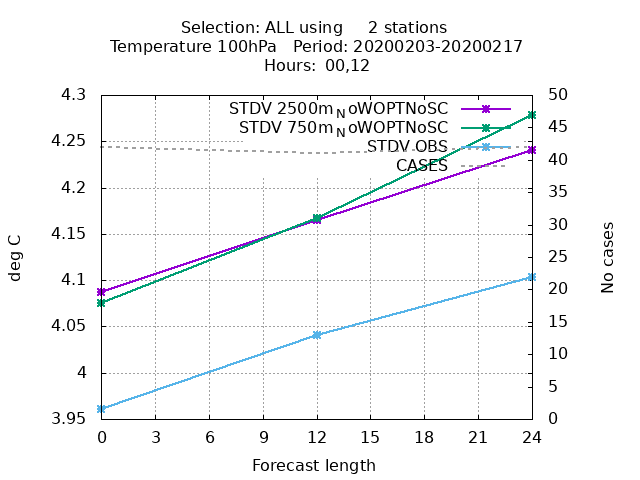 Selection: ALL using 2 stations
Temperature 100hPa Period: 20200203-20200217
Hours: 00,12
4.3
4.25
4.2
4.15
4.1
4.05
4
3.95
deg C
STDV 2500mNoWOPTNoSC
STDV 750mNoWOPTNoSC
STDV OBS
CASES
50
45
40
35
30
25
20
15
10
5
0
No cases
0 3 6 9 12 15 18 21 24
Forecast length